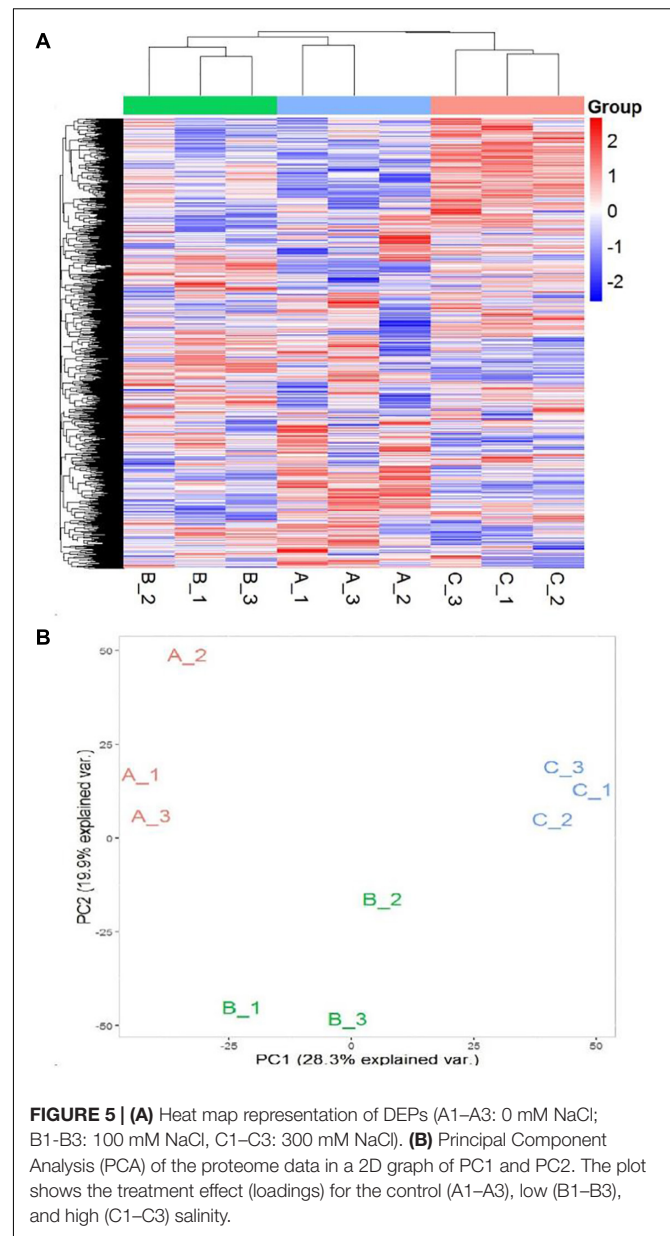 A
Group
2
1
0
-1
-2
B_2 B_1 B_3 A_1 A_3 A_2 C_3 C_1 C_2
B
50
25
0
-25
-50
PC2 (19.9% explained var.)
A_2
A_1
A_3
C_3
C_1
C_2
B_2
B_1
B_3
-25 0 25 50
PC1 (28.3% explained var.)
FIGURE 5 | (A) Heat map representation of DEPs (A1–A3: 0 mM NaCl;
B1-B3: 100 mM NaCl, C1–C3: 300 mM NaCl). (B) Principal Component
Analysis (PCA) of the proteome data in a 2D graph of PC1 and PC2. The plot
shows the treatment effect (loadings) for the control (A1–A3), low (B1–B3),
and high (C1–C3) salinity.